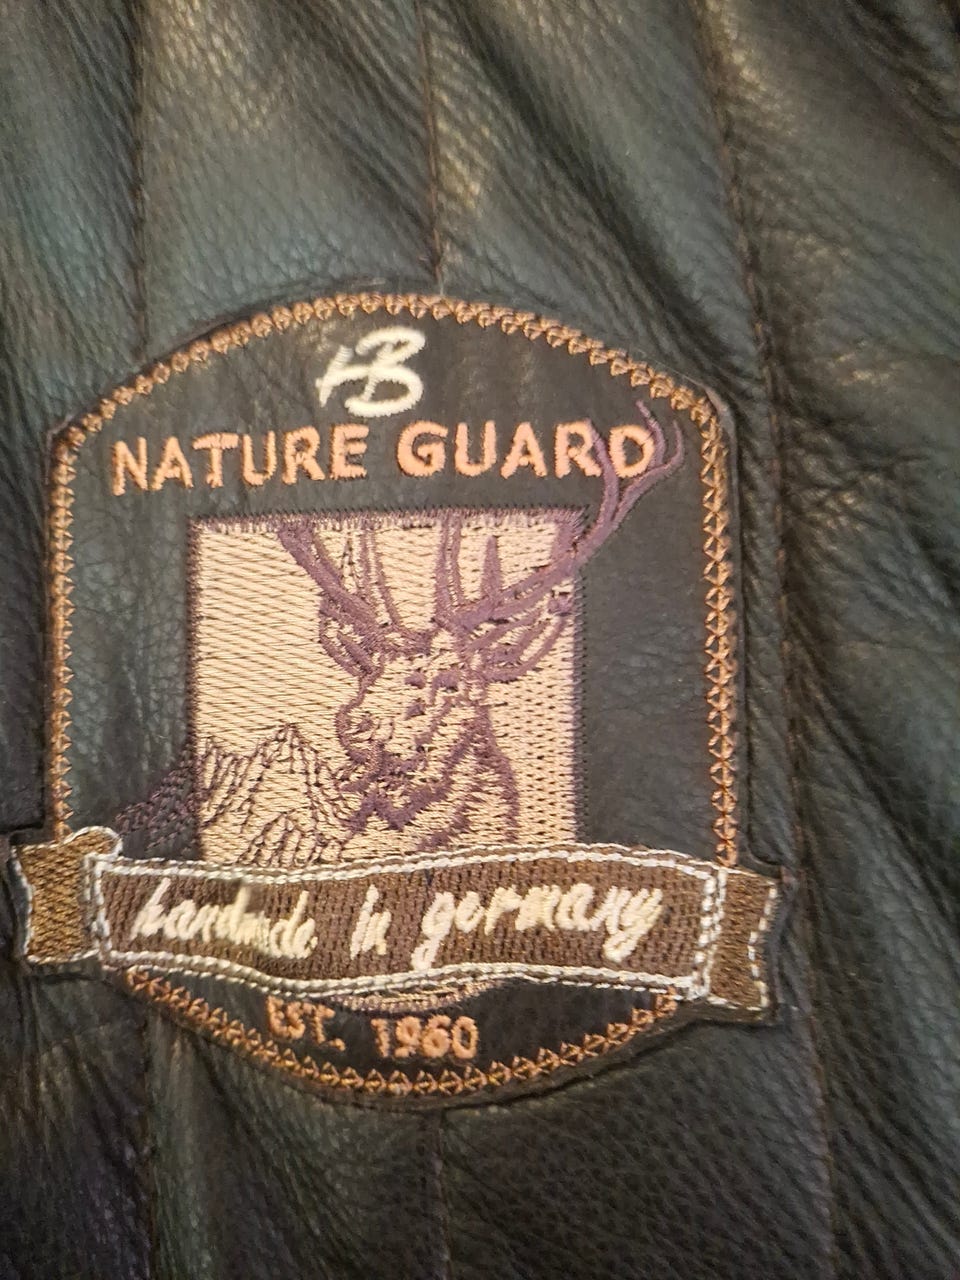 HB
NATURE GUARD
handmade in germany
EST. 1960